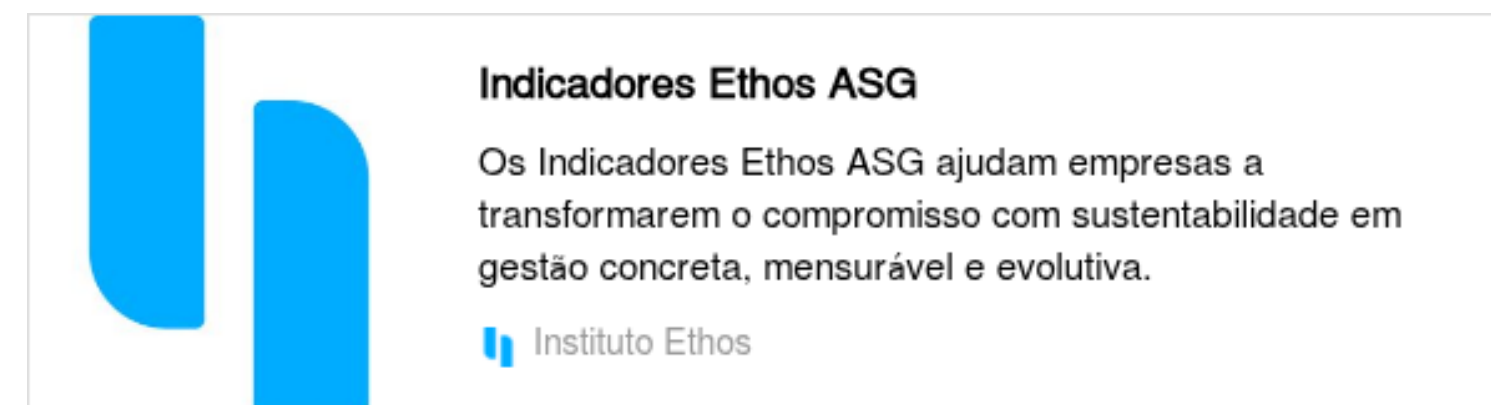 Indicadores Ethos ASG
Os Indicadores Ethos ASG ajudam empresas a
transformarem o compromisso com sustentabilidade em
gestão concreta, mensurável e evolutiva.
Instituto Ethos